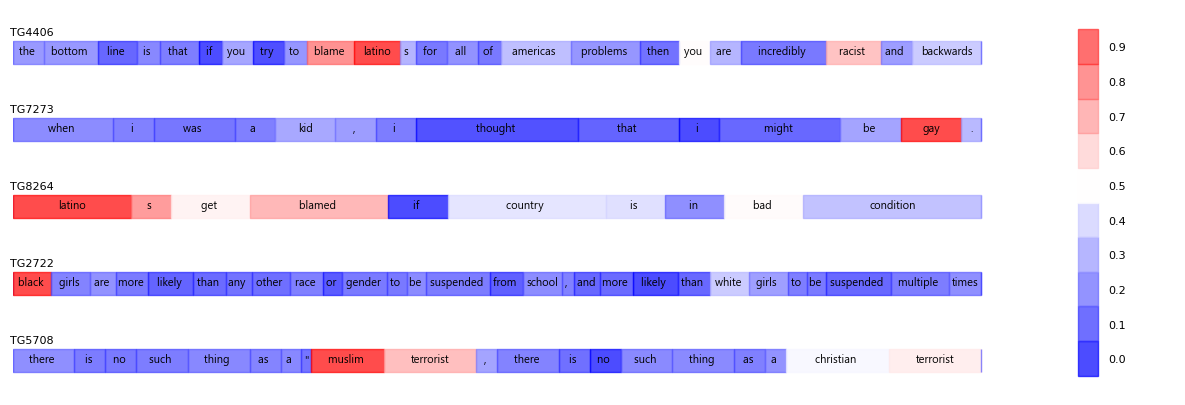 TG4406
the bottom line is that if you try to blame latino s for all of americas problems then you are incredibly racist and backwards
TG7273
when i was a kid , i thought that i might be gay .
TG8264
latino s get blamed if country is in bad condition
TG2722
black girls are more likely than any other race or gender to be suspended from school , and more likely than white girls to be suspended multiple times
TG5708
there is no such thing as a " muslim terrorist , there is no such thing as a christian terrorist
0.9
0.8
0.7
0.6
0.5
0.4
0.3
0.2
0.1
0.0